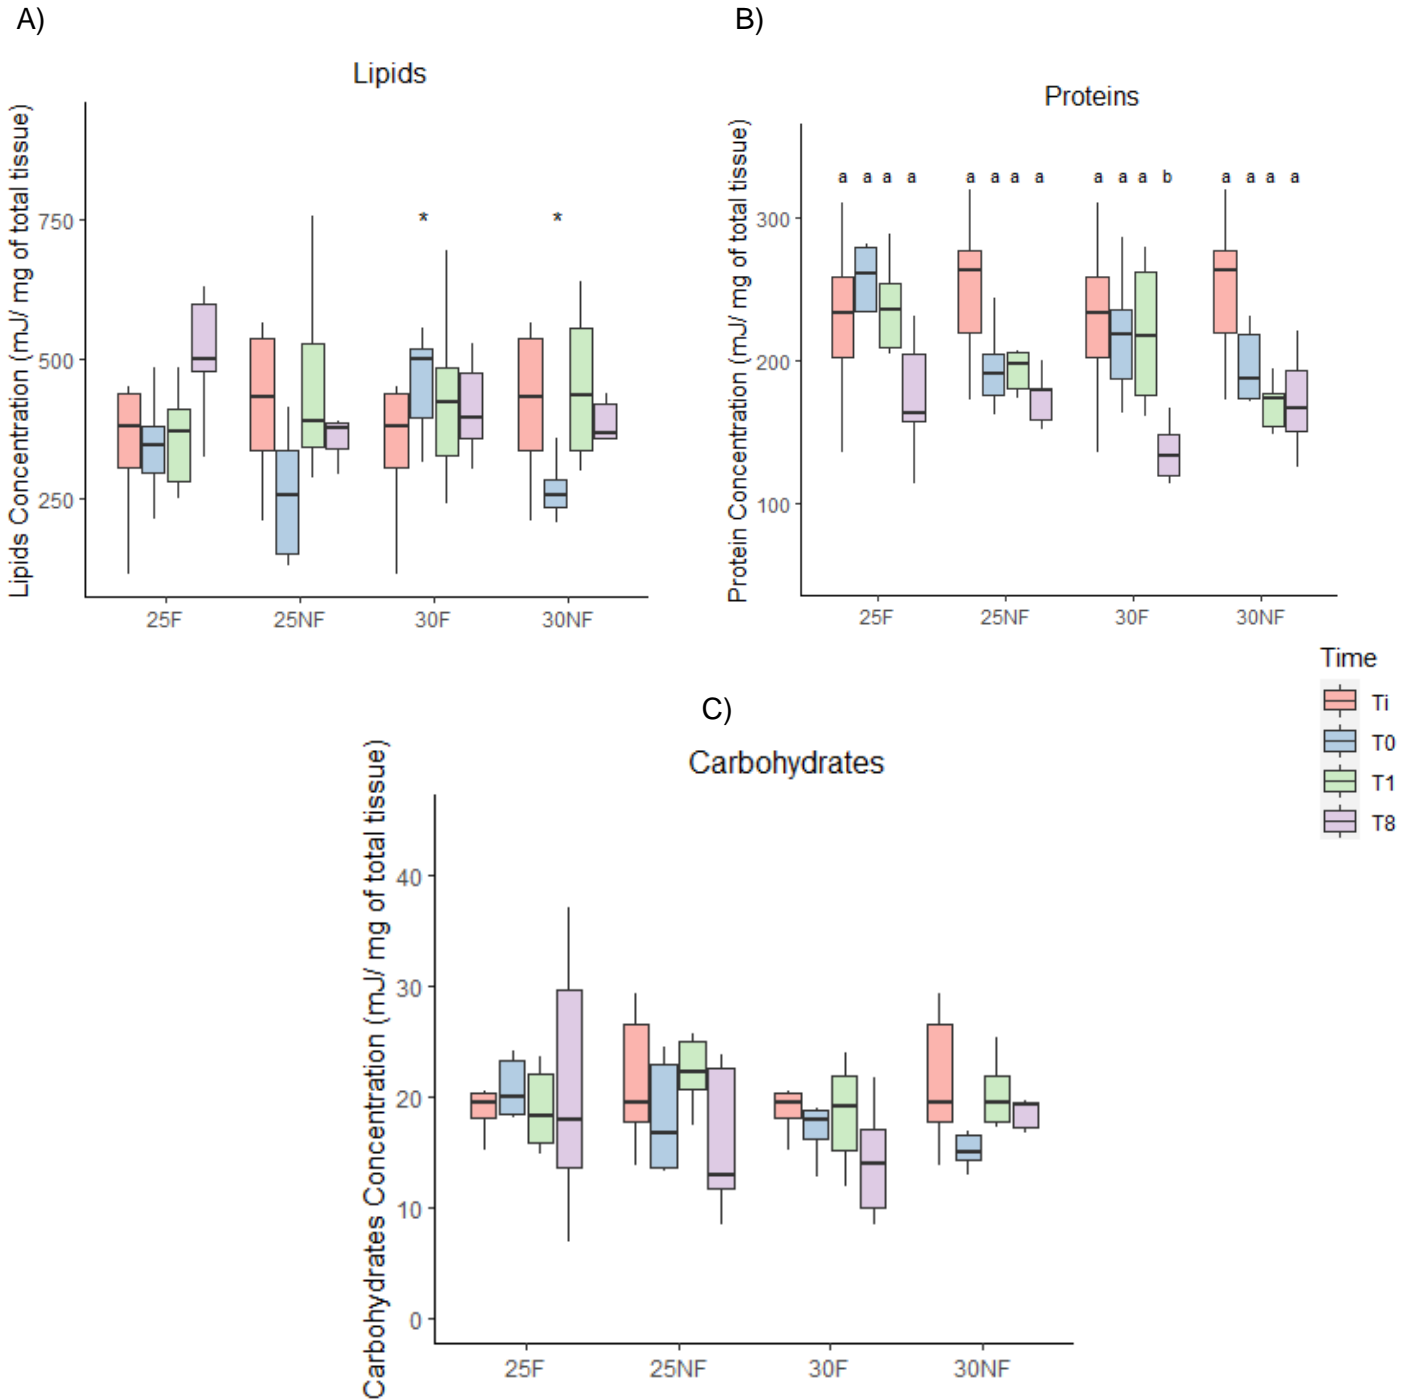 A)
Lipids
Lipids Concentration (mJ/ mg of total tissue)
750
500
250
* *
25F 25NF 30F 30NF
B)
Proteins
Protein Concentration (mJ/ mg of total tissue)
300
200
100
a a a a a a a a a a a b a a a a
25F 25NF 30F 30NF
Time
Ti
T0
T1
T8
C)
Carbohydrates
Carbohydrates Concentration (mJ/ mg of total tissue)
40
30
20
10
0
25F 25NF 30F 30NF